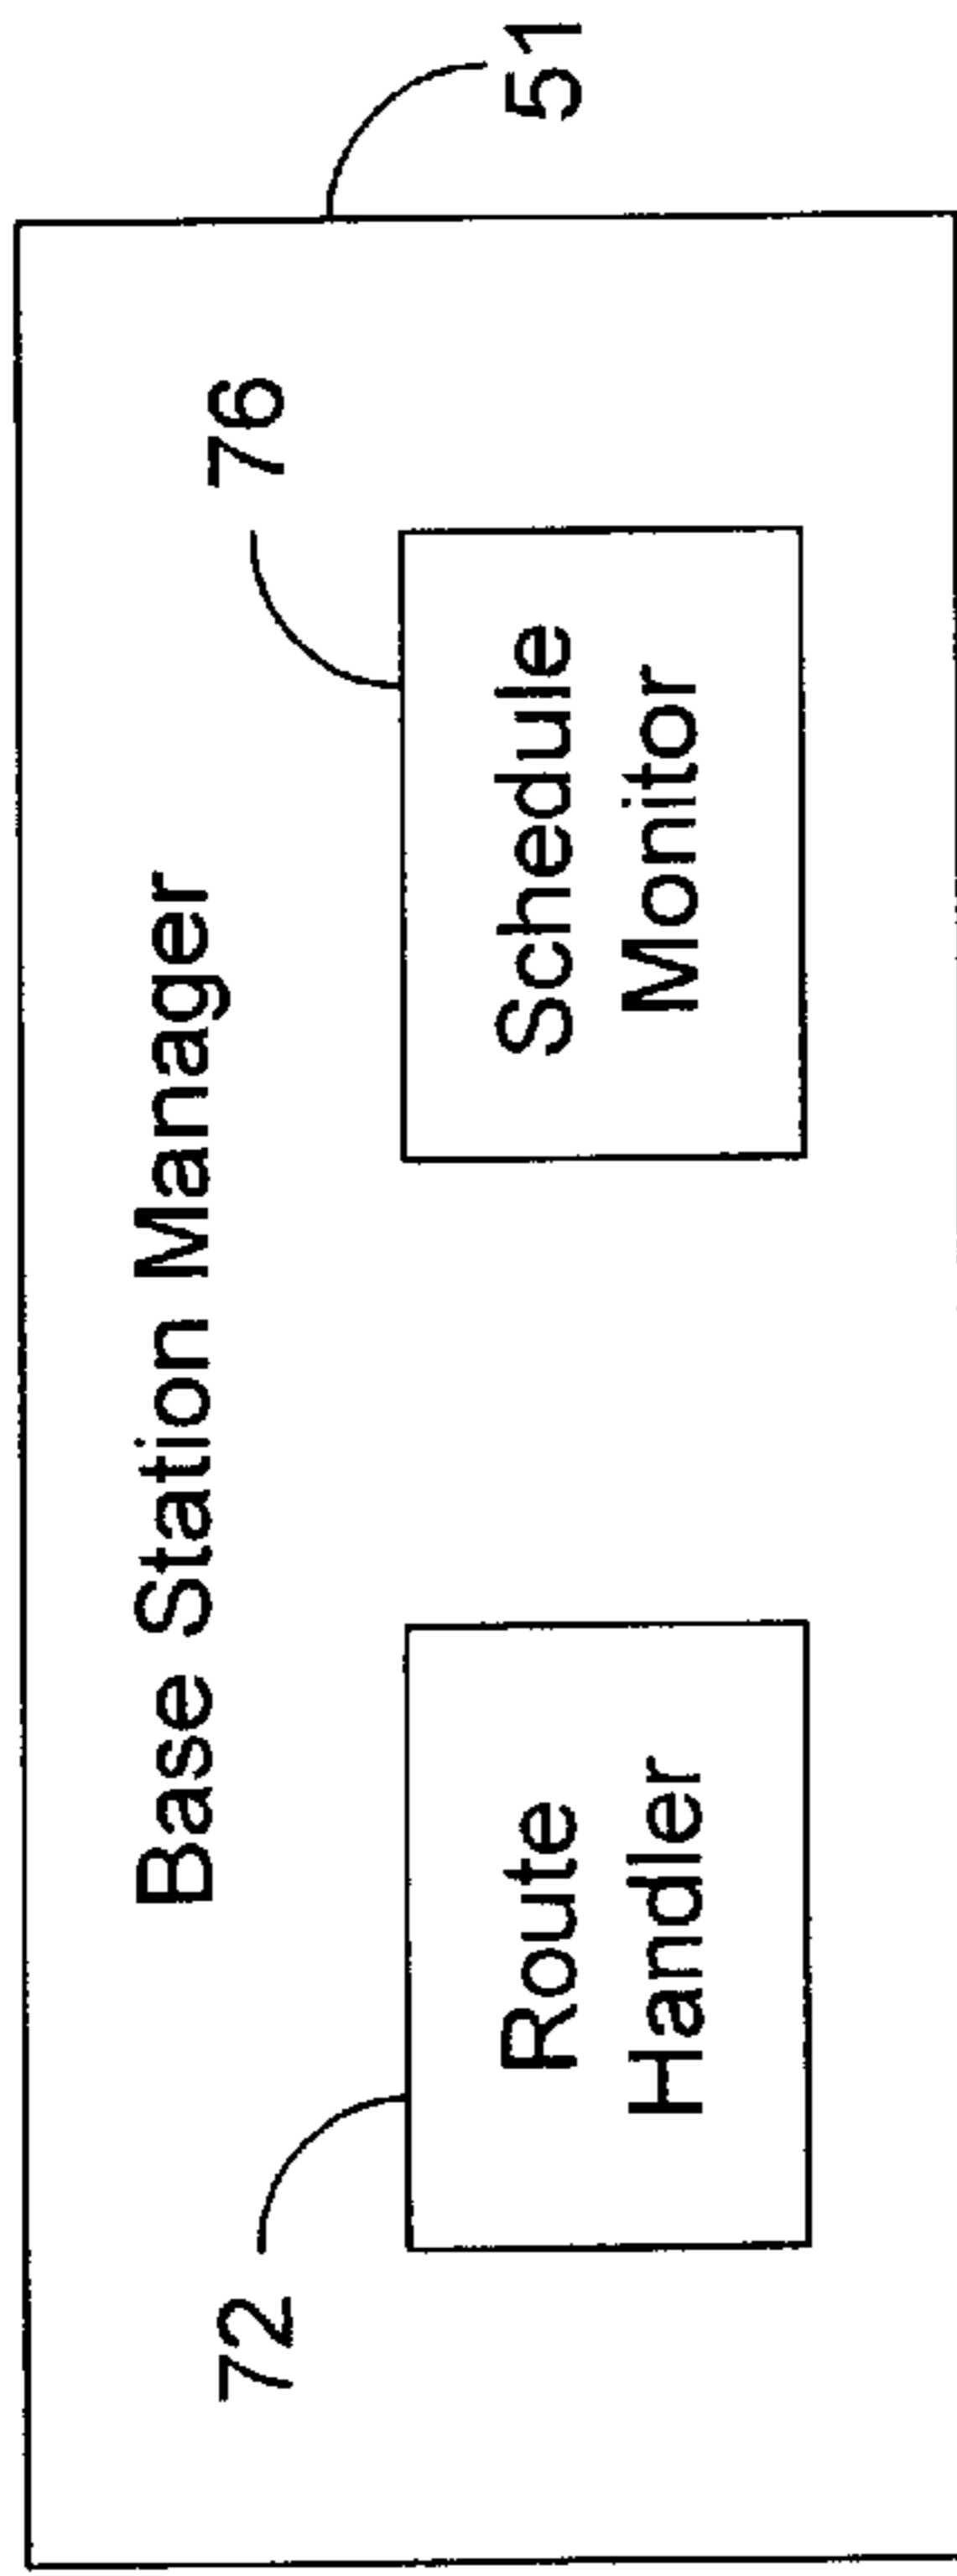 51
Base Station Manager
72
76
Route
Handler
Schedule
Monitor